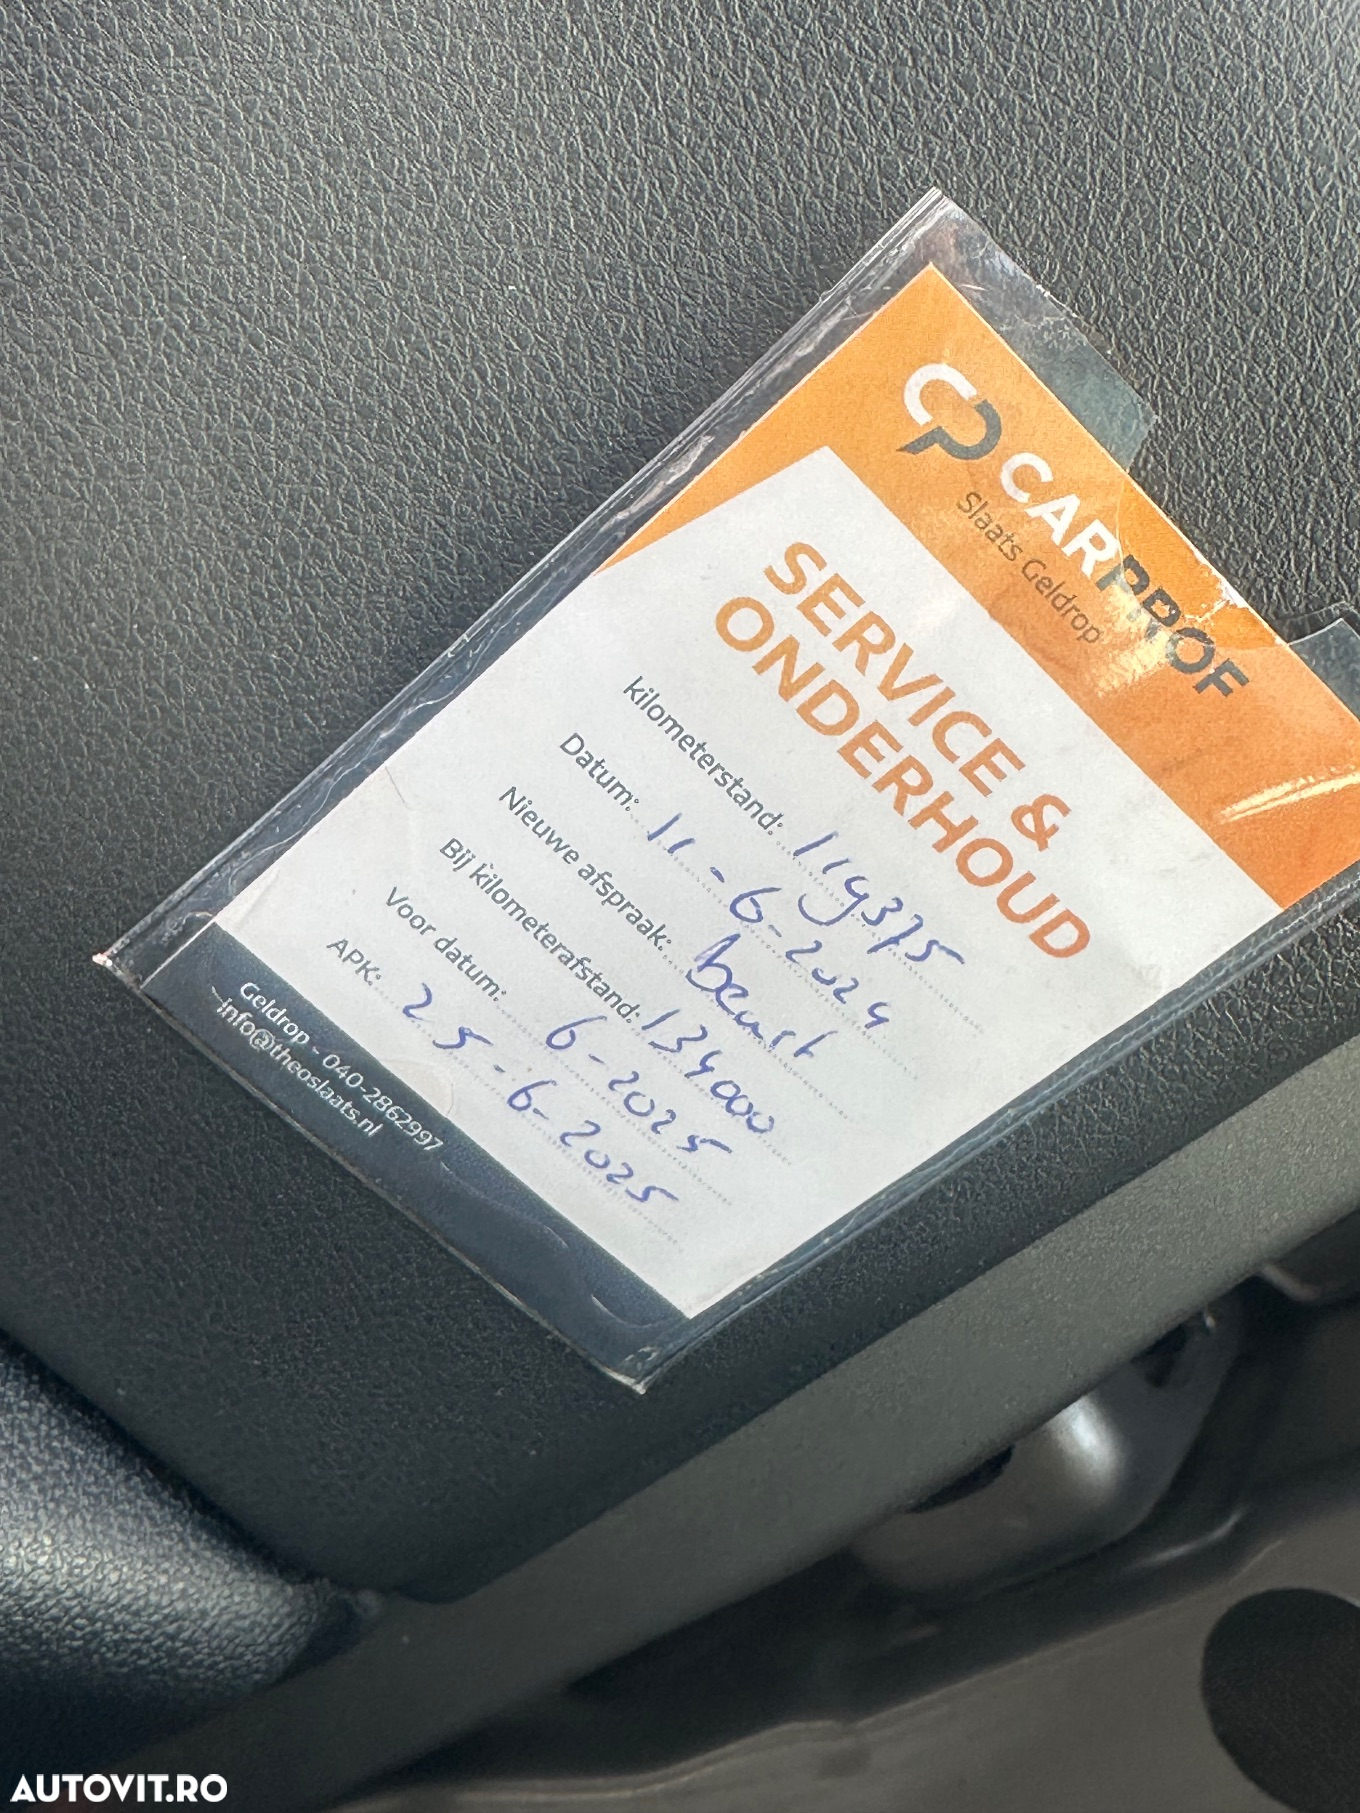 CP CARPROF
Slaats Geldrop
SERVICE &
ONDERHOUD
kilometerstand: 119375
Datum: 11-6-2024
Nieuwe afspraak: beurt
Bij kilometerafstand: 134000
Voor datum: 6-2025
APK: 25-6-2025
Geldrop - 040-2862997
info@theoslaats.nl
AUTOVIT.RO